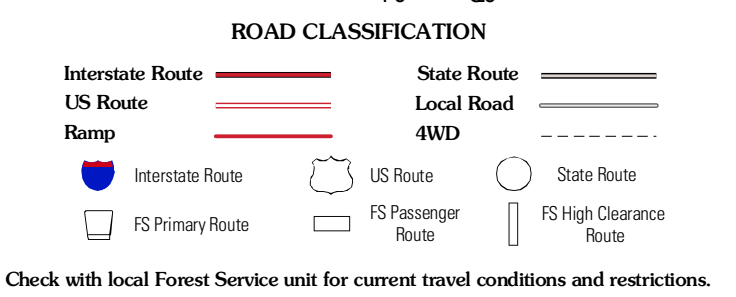 ROAD CLASSIFICATION
Interstate Route State Route
US Route Local Road
Ramp 4WD
Interstate Route US Route State Route
FS Primary Route FS Passenger Route FS High Clearance Route
Check with local Forest Service unit for current travel conditions and restrictions.